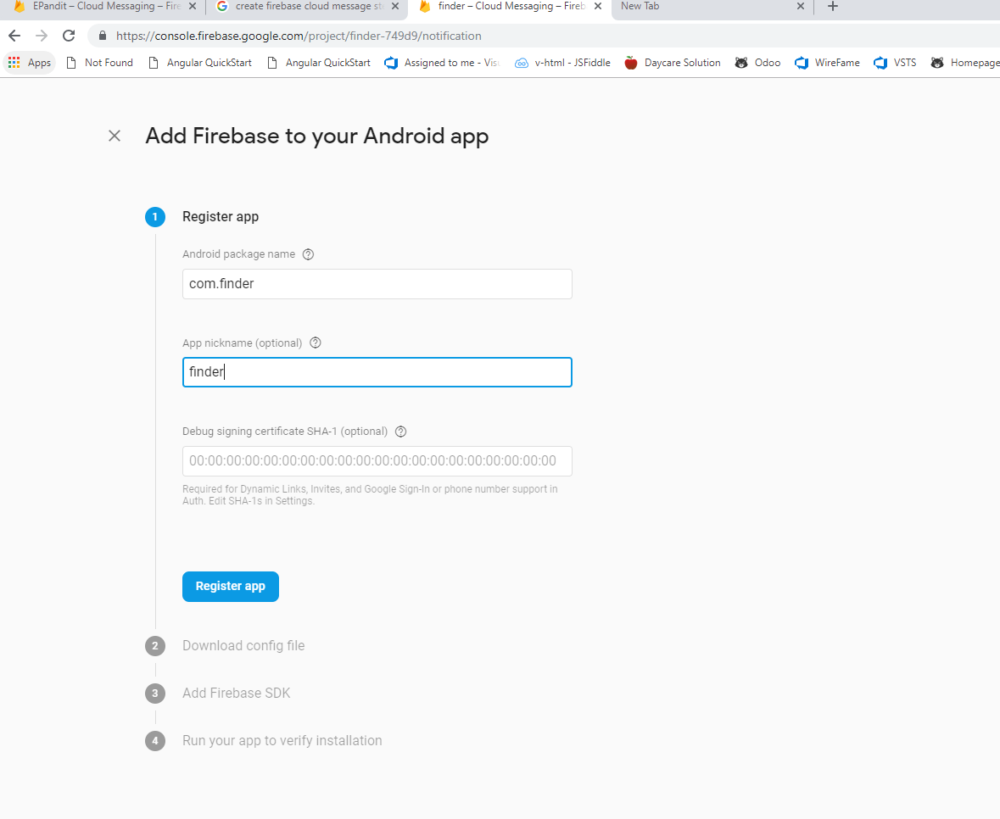 EPandit – Cloud Messaging – Fire
create firebase cloud message st
finder – Cloud Messaging – Fireb
New Tab
https://console.firebase.google.com/project/finder-749d9/notification
Apps
Not Found
Angular QuickStart
Angular QuickStart
Assigned to me - Vis
v-html - JSFiddle
Daycare Solution
Odoo
WireFame
VSTS
Homepage
Add Firebase to your Android app
1 Register app
Android package name ?
com.finder
App nickname (optional) ?
finder
Debug signing certificate SHA-1 (optional) ?
00:00:00:00:00:00:00:00:00:00:00:00:00:00:00:00:00:00:00:00
Required for Dynamic Links, Invites, and Google Sign-In or phone number support in
Auth. Edit SHA-1s in Settings.
Register app
2 Download config file
3 Add Firebase SDK
4 Run your app to verify installation